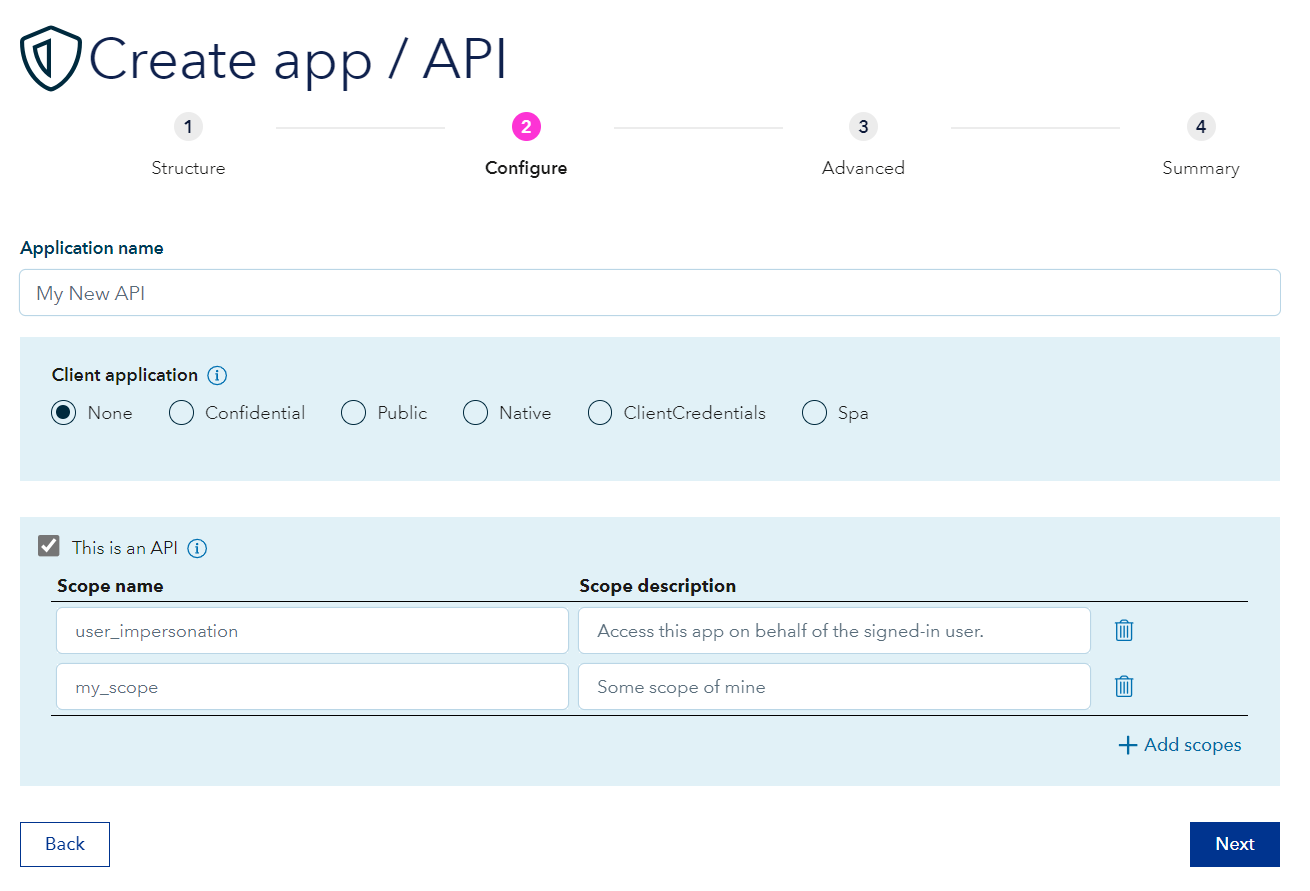 Create app / API
1 2 3 4
Structure Configure Advanced Summary
Application name
My New API
Client application
None Confidential Public Native ClientCredentials Spa
This is an API
Scope name Scope description
user_impersonation Access this app on behalf of the signed-in user.
my_scope Some scope of mine
Add scopes
Back Next